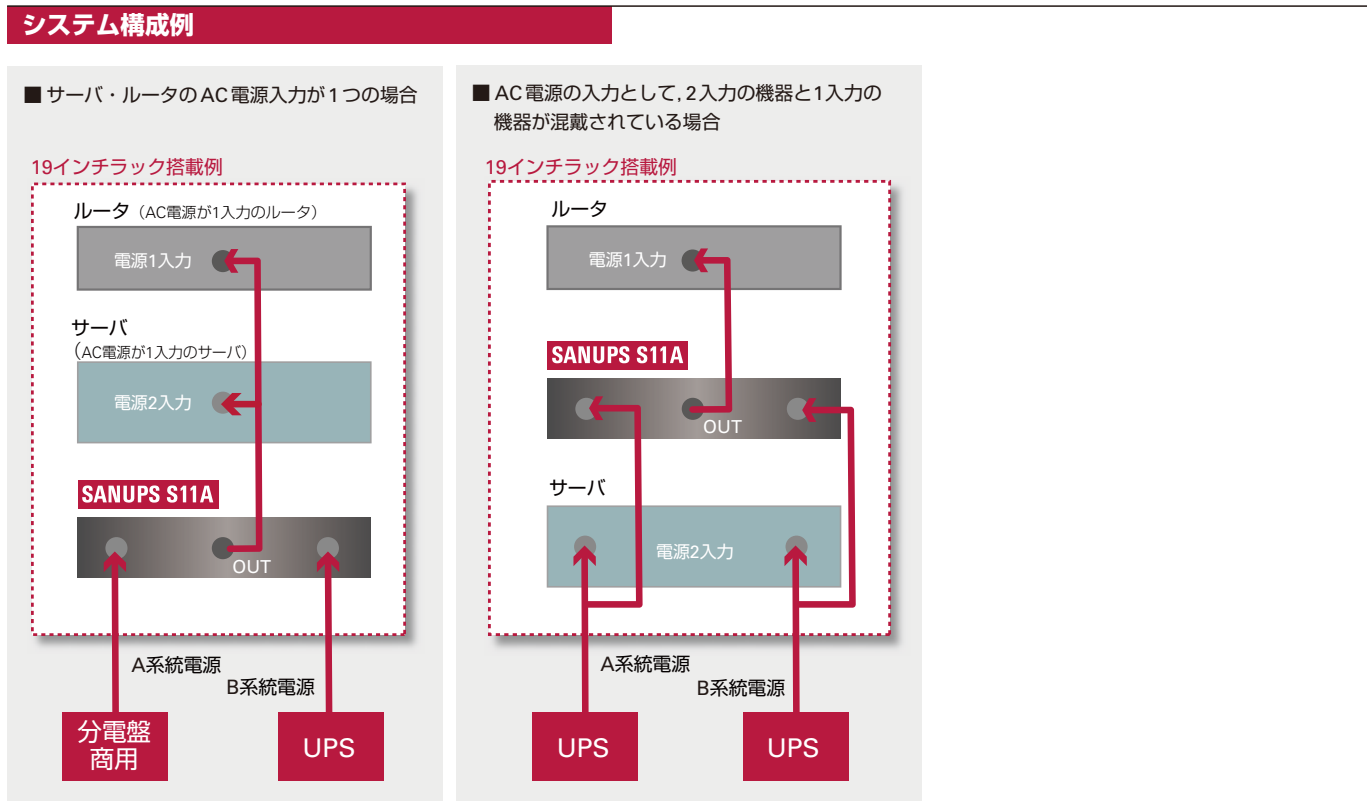 システム構成例
■ サーバ・ルータのAC電源入力が1つの場合
19インチラック搭載例
ルータ（AC電源が1入力のルータ）
電源1入力
サーバ
（AC電源が1入力のサーバ）
電源2入力
SANUPS S11A
OUT
A系統電源
B系統電源
分電盤
商用
UPS
■ AC電源の入力として,2入力の機器と1入力の
機器が混戴されている場合
19インチラック搭載例
ルータ
電源1入力
SANUPS S11A
OUT
サーバ
電源2入力
A系統電源
B系統電源
UPS
UPS